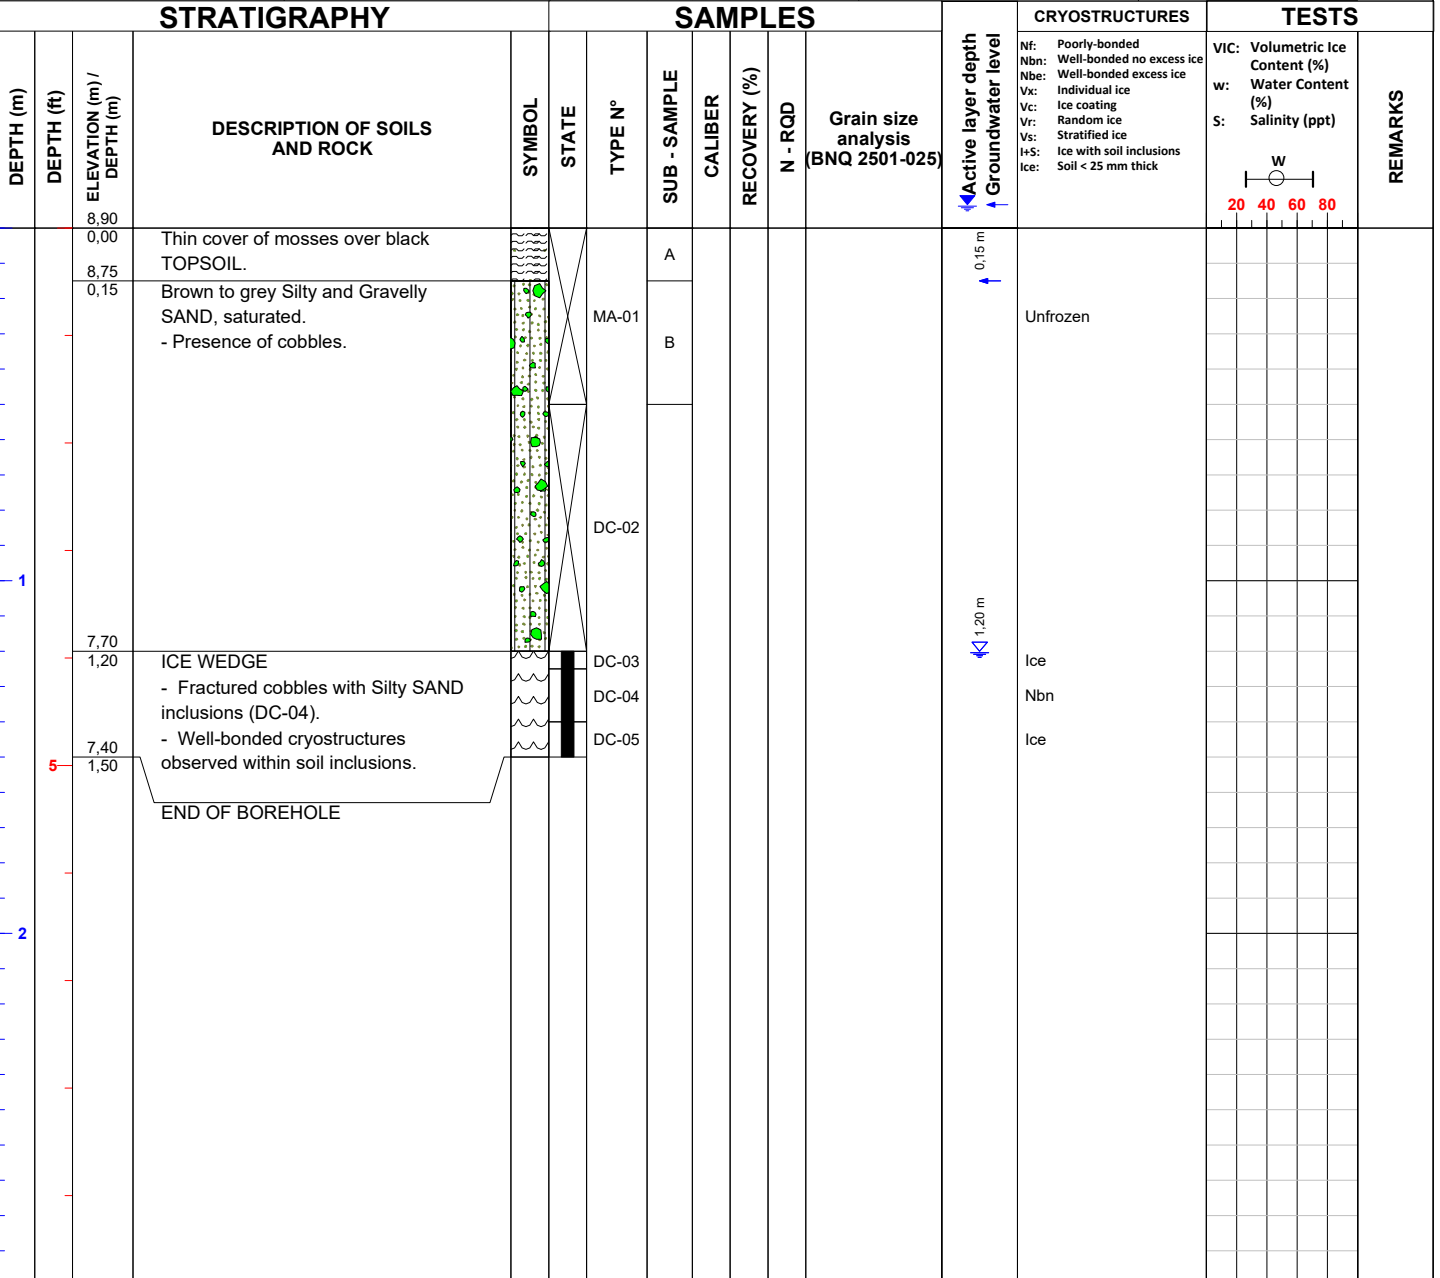 STRATIGRAPHY
SAMPLES
CRYOSTRUCTURES
TESTS
DEPTH (m)
DEPTH (ft)
ELEVATION (m) /
DEPTH (m)
DESCRIPTION OF SOILS
AND ROCK
SYMBOL
STATE
TYPE N°
SUB - SAMPLE
CALIBER
RECOVERY (%)
N - RQD
Grain size
analysis
(BNQ 2501-025)
Active layer depth
Groundwater level
Nf: Poorly-bonded
Nbn: Well-bonded no excess ice
Nbe: Well-bonded excess ice
Vx: Individual ice
Vc: Ice coating
Vr: Random ice
Vs: Stratified ice
I+S: Ice with soil inclusions
Ice: Soil < 25 mm thick
VIC: Volumetric Ice
Content (%)
w: Water Content
(%)
S: Salinity (ppt)
W
20 40 60 80
REMARKS
8,90
0,00
Thin cover of mosses over black
TOPSOIL.
A
0,15 m
8,75
0,15
Brown to grey Silty and Gravelly
SAND, saturated.
- Presence of cobbles.
MA-01
B
Unfrozen
DC-02
1
1,20 m
7,70
1,20
ICE WEDGE
- Fractured cobbles with Silty SAND
inclusions (DC-04).
- Well-bonded cryostructures
observed within soil inclusions.
DC-03
Ice
DC-04
Nbn
DC-05
Ice
7,40
1,50
5
END OF BOREHOLE
2